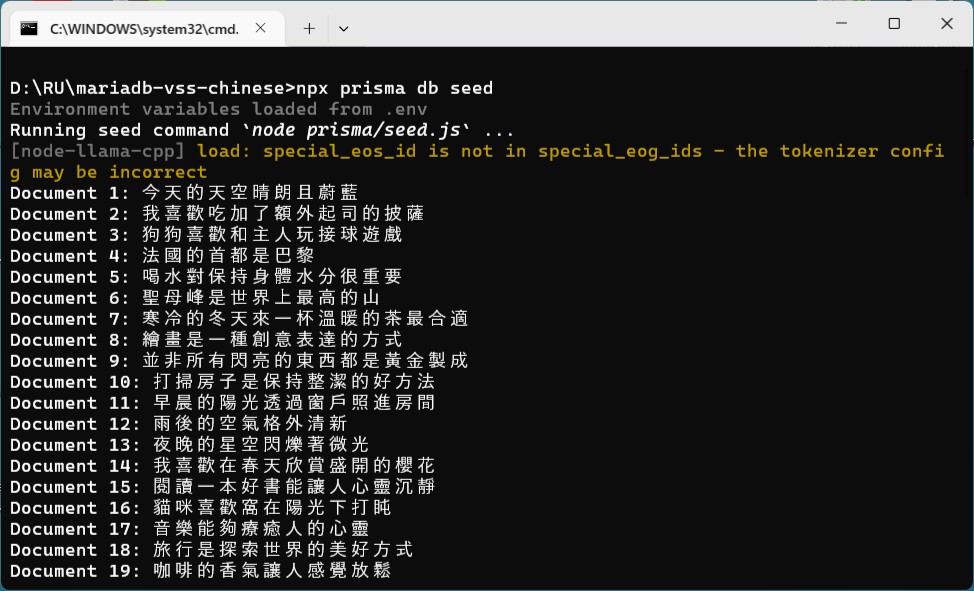 C:\WINDOWS\system32\cmd.
D:\RU\mariadb-vss-chinese>npx prisma db seed
Environment variables loaded from .env
Running seed command `node prisma/seed.js` ...
[node-llama-cpp] load: special_eos_id is not in special_eog_ids - the tokenizer confi
g may be incorrect
Document 1: 今天的天空晴朗且蔚藍
Document 2: 我喜歡吃加了額外起司的披薩
Document 3: 狗狗喜歡和主人玩接球遊戲
Document 4: 法國的首都是巴黎
Document 5: 喝水對保持身體水分很重要
Document 6: 聖母峰是世界上最高的山
Document 7: 寒冷的冬天來一杯溫暖的茶最合適
Document 8: 繪畫是一種創意表達的方式
Document 9: 並非所有閃亮的東西都是黃金製成
Document 10: 打掃房子是保持整潔的好方法
Document 11: 早晨的陽光透過窗戶照進房間
Document 12: 雨後的空氣格外清新
Document 13: 夜晚的星空閃爍著微光
Document 14: 我喜歡在春天欣賞盛開的櫻花
Document 15: 閱讀一本好書能讓人心靈沉靜
Document 16: 貓咪喜歡窩在陽光下打盹
Document 17: 音樂能夠療癒人的心靈
Document 18: 旅行是探索世界的美好方式
Document 19: 咖啡的香氣讓人感覺放鬆